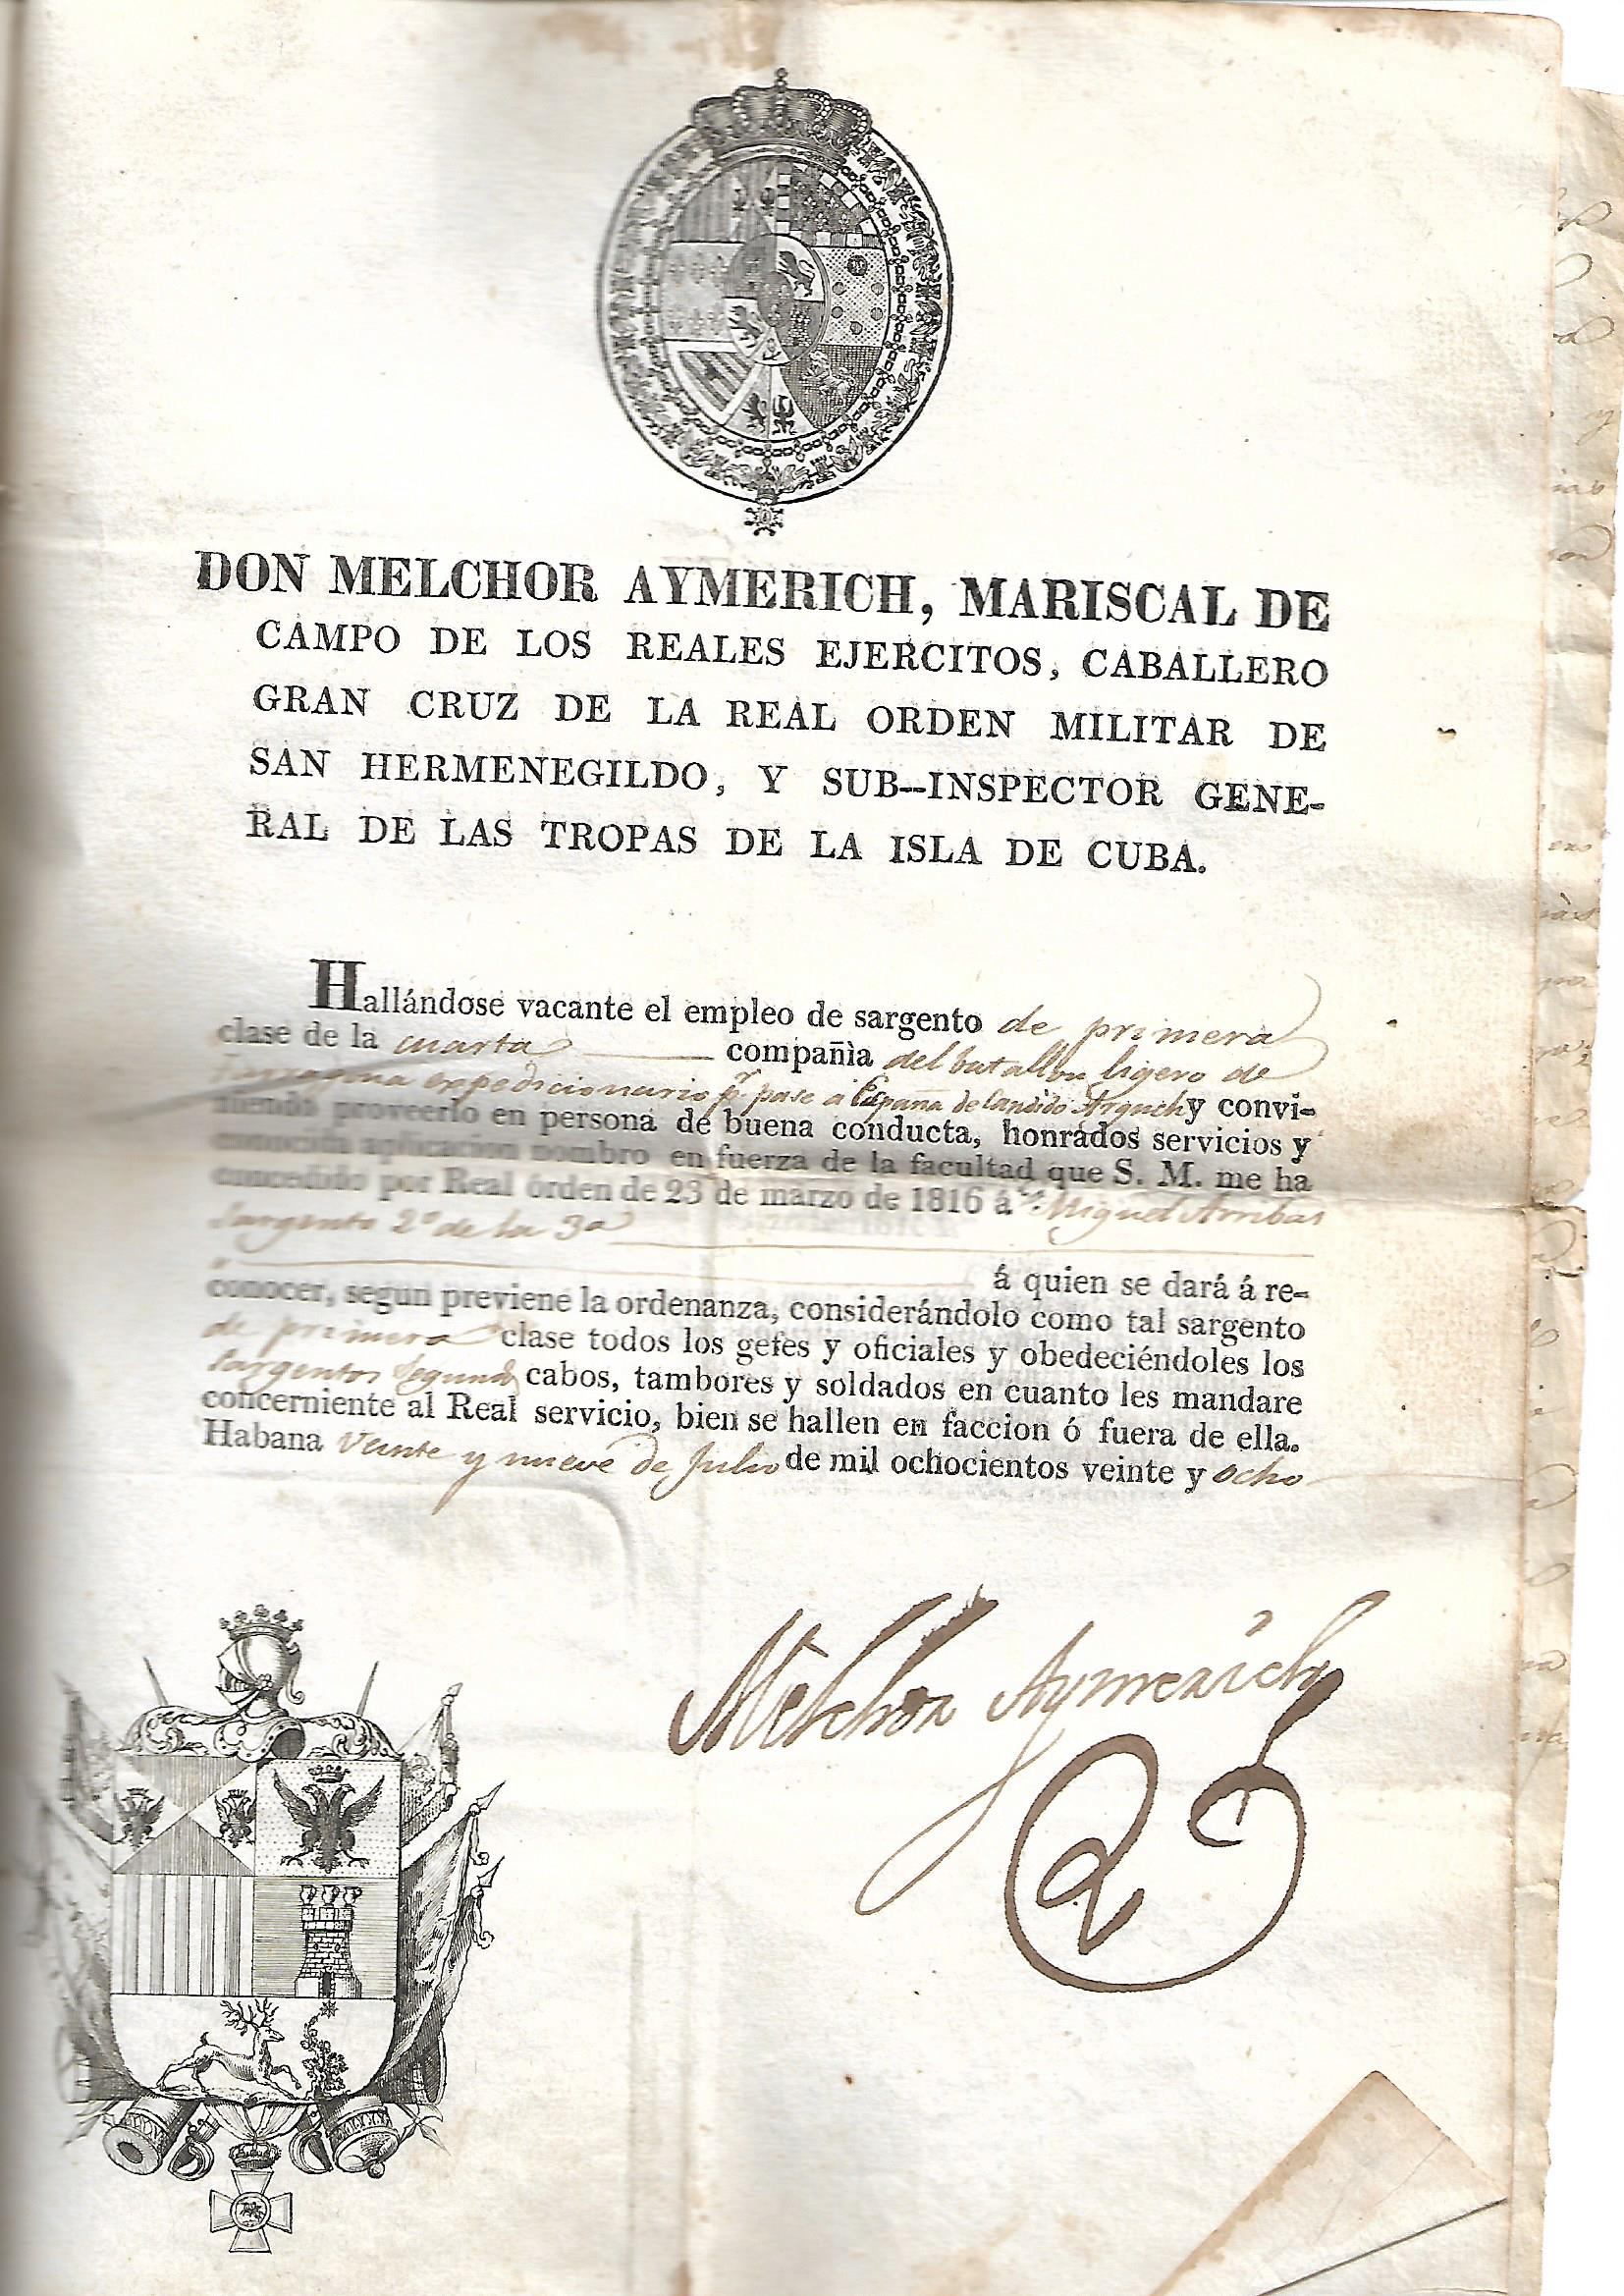 DON MELCHOR AYMERICH, MARISCAL DE
CAMPO DE LOS REALES EJERCITOS, CABALLERO
GRAN CRUZ DE LA REAL ORDEN MILITAR DE
SAN HERMENEGILDO, Y SUB--INSPECTOR GENE-
RAL DE LAS TROPAS DE LA ISLA DE CUBA.
Hallándose vacante el empleo de sargento de primera
clase de la cuarta compañìa del batallon ligero de
expedicionario pr. pase á España de Candido y convi-
niendo proveerlo en persona de buena conducta, honrados servicios y
conocida aplicacion nombro en fuerza de la facultad que S. M. me ha
concedido por Real órden de 23 de marzo de 1816 á Miguel Arribas
Sargento 2º de la 3ª
á quien se dará á re-
conocer, segun previene la ordenanza, considerándolo como tal sargento
de primera clase todos los gefes y oficiales y obedeciéndoles los
sargentos segundos cabos, tambores y soldados en cuanto les mandare
concerniente al Real servicio, bien se hallen en faccion ó fuera de ella.
Habana Veinte y nueve de Julio de mil ochocientos veinte y ocho
Melchor Aymerich